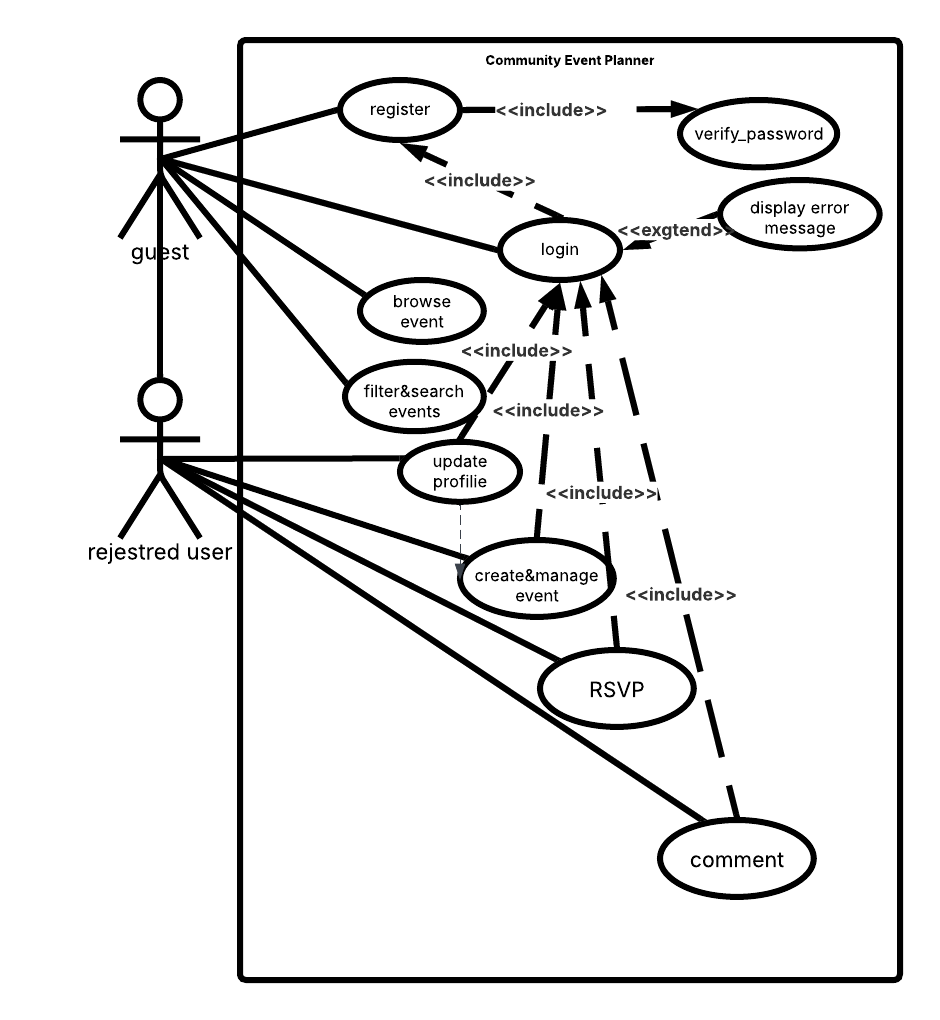 Community Event Planner
register
<<include>>
verify_password
<<include>>
display error
message
<<exgtend>>
login
guest
browse
event
<<include>>
filter&search
events
<<include>>
update
profilie
<<include>>
rejestred user
create&manage
event
<<include>>
RSVP
comment